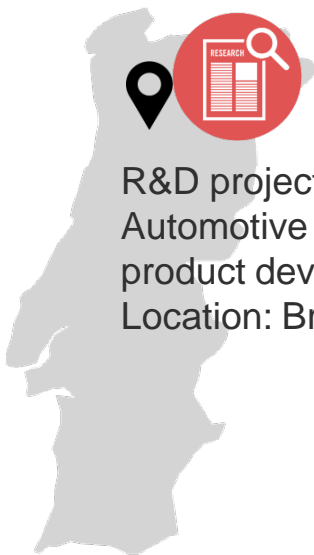 RESEARCH
R&D project
Automotive
product dev
Location: Br